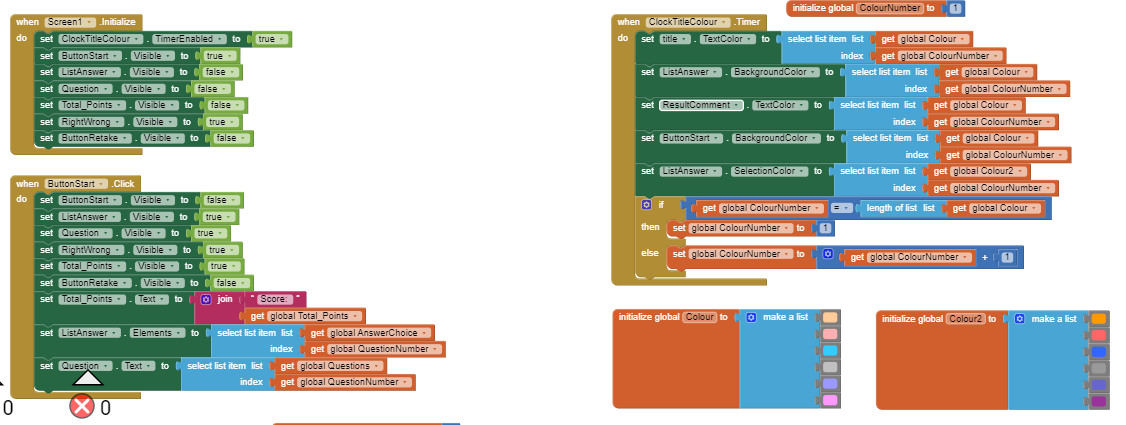 when Screen1 .Initialize
do set ClockTitleColour . TimerEnabled to true
set ButtonStart . Visible to true
set ListAnswer . Visible to false
set Question . Visible to false
set Total_Points . Visible to false
set RightWrong . Visible to true
set ButtonRetake . Visible to false
when ButtonStart .Click
do set ButtonStart . Visible to false
set ListAnswer . Visible to true
set Question . Visible to true
set RightWrong . Visible to true
set Total_Points . Visible to true
set ButtonRetake . Visible to false
set Total_Points . Text to join " Score: "
get global Total_Points
set ListAnswer . Elements to select list item list get global AnswerChoice
index get global QuestionNumber
set Question . Text to select list item list get global Questions
index get global QuestionNumber
0
0
initialize global ColourNumber to 1
when ClockTitleColour .Timer
do set title . TextColor to select list item list get global Colour
index get global ColourNumber
set ListAnswer . BackgroundColor to select list item list get global Colour
index get global ColourNumber
set ResultComment . TextColor to select list item list get global Colour
index get global ColourNumber
set ButtonStart . BackgroundColor to select list item list get global Colour
index get global ColourNumber
set ListAnswer . SelectionColor to select list item list get global Colour2
index get global ColourNumber
if get global ColourNumber = length of list list get global Colour
then set global ColourNumber to 1
else set global ColourNumber to get global ColourNumber + 1
initialize global Colour to make a list
initialize global Colour2 to make a list